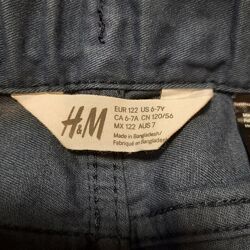 H&M
EUR 122 US 6-7Y
CA 6-7A CN 120/56
MX 122 AUS 7
Made in Bangladesh/
Fabriqué en Bangladesh/